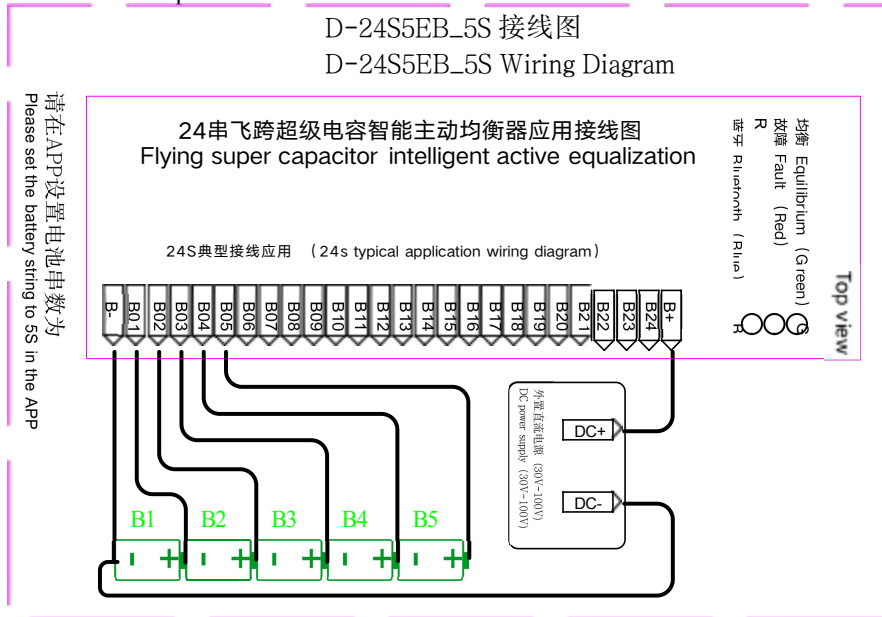 D-24S5EB_5S 接线图
D-24S5EB_5S Wiring Diagram
请在APP设置电池串数为
Please set the battery string to 5S in the APP
24串飞跨超级电容智能主动均衡器应用接线图
Flying super capacitor intelligent active equalization
均衡 Equilibrium (Green) G
故障 Fault (Red)
R
蓝牙 Bluetooth (Blue)
Top view
24S典型接线应用 (24s typical application wiring diagram)
B- B01 B02 B03 B04 B05 B06 B07 B08 B09 B10 B11 B12 B13 B14 B15 B16 B17 B18 B19 B20 B21 B22 B23 B24 B+
外置直流电源 (30V-100V)
DC power supply (30V-100V)
DC+
DC-
B1 B2 B3 B4 B5
- + - + - + - + - +